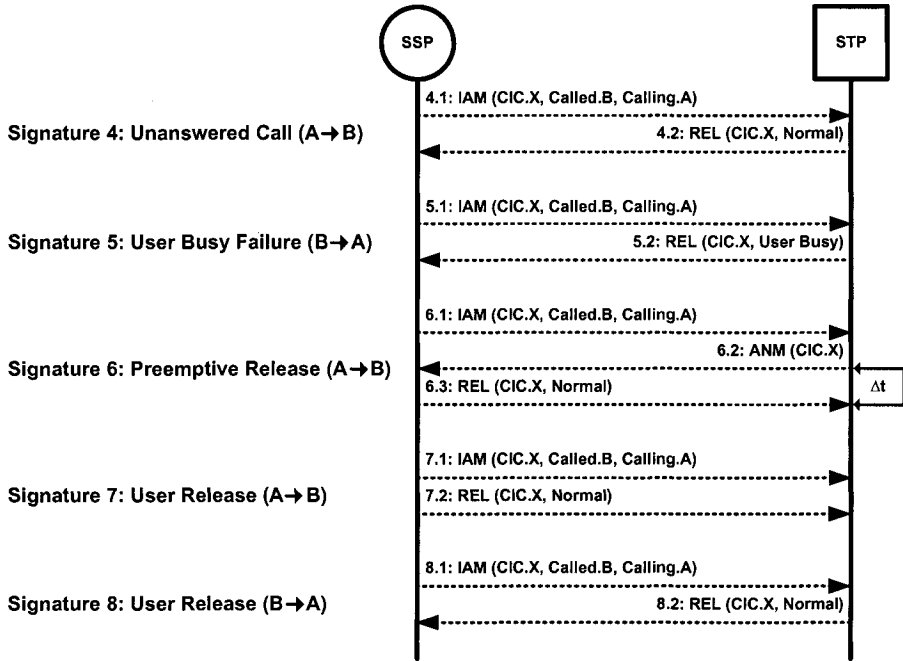 SSP
STP
4.1: IAM (CIC.X, Called.B, Calling.A)
Signature 4: Unanswered Call (A→B)
4.2: REL (CIC.X, Normal)
5.1: IAM (CIC.X, Called.B, Calling.A)
Signature 5: User Busy Failure (B→A)
5.2: REL (CIC.X, User Busy)
6.1: IAM (CIC.X, Called.B, Calling.A)
6.2: ANM (CIC.X)
Signature 6: Preemptive Release (A→B)
6.3: REL (CIC.X, Normal)
Δt
7.1: IAM (CIC.X, Called.B, Calling.A)
Signature 7: User Release (A→B)
7.2: REL (CIC.X, Normal)
8.1: IAM (CIC.X, Called.B, Calling.A)
Signature 8: User Release (B→A)
8.2: REL (CIC.X, Normal)